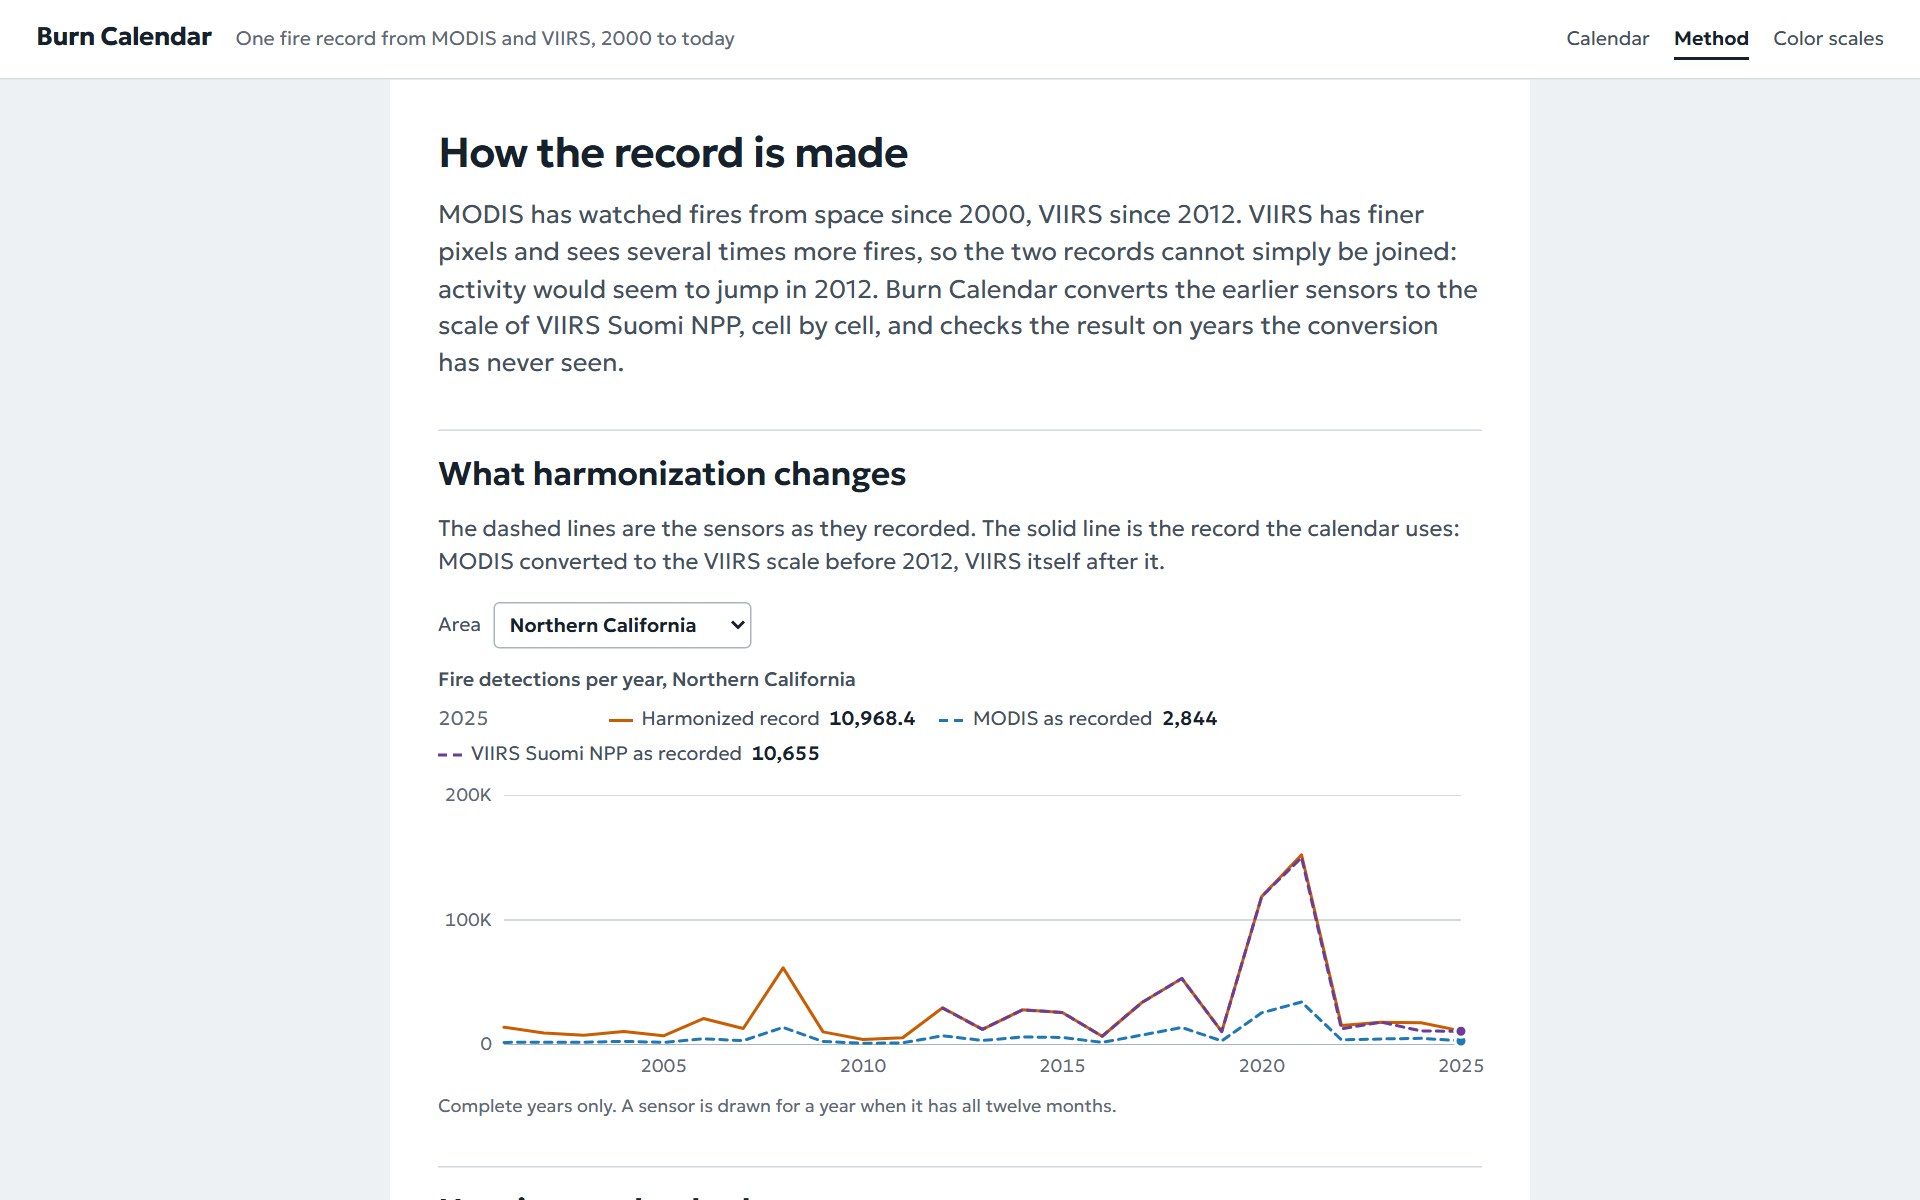 Burn Calendar One fire record from MODIS and VIIRS, 2000 to today Calendar Method Color scales
How the record is made
MODIS has watched fires from space since 2000, VIIRS since 2012. VIIRS has finer
pixels and sees several times more fires, so the two records cannot simply be joined:
activity would seem to jump in 2012. Burn Calendar converts the earlier sensors to the
scale of VIIRS Suomi NPP, cell by cell, and checks the result on years the conversion
has never seen.
What harmonization changes
The dashed lines are the sensors as they recorded. The solid line is the record the calendar uses:
MODIS converted to the VIIRS scale before 2012, VIIRS itself after it.
Area Northern California
Fire detections per year, Northern California
2025 Harmonized record 10,968.4 MODIS as recorded 2,844
VIIRS Suomi NPP as recorded 10,655
200K
100K
0
2005 2010 2015 2020 2025
Complete years only. A sensor is drawn for a year when it has all twelve months.